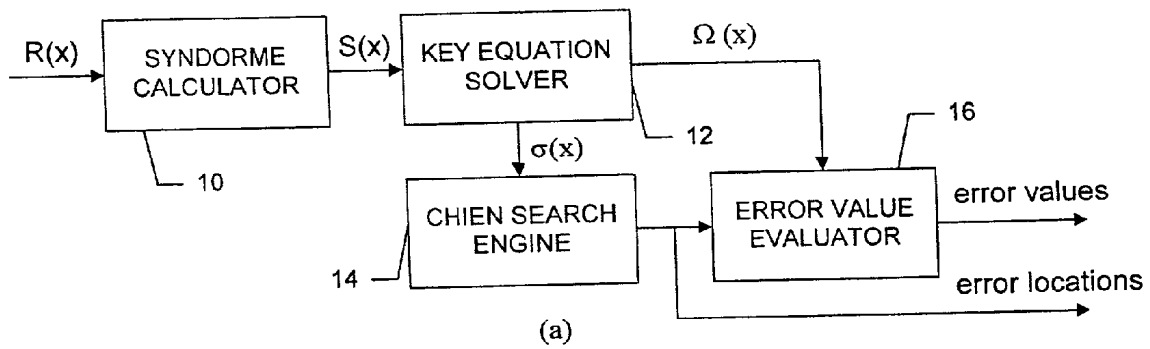 R(x)
SYNDORME
CALCULATOR
10
S(x)
KEY EQUATION
SOLVER
12
Ω (x)
σ(x)
CHIEN SEARCH
ENGINE
14
16
ERROR VALUE
EVALUATOR
error values
error locations
(a)